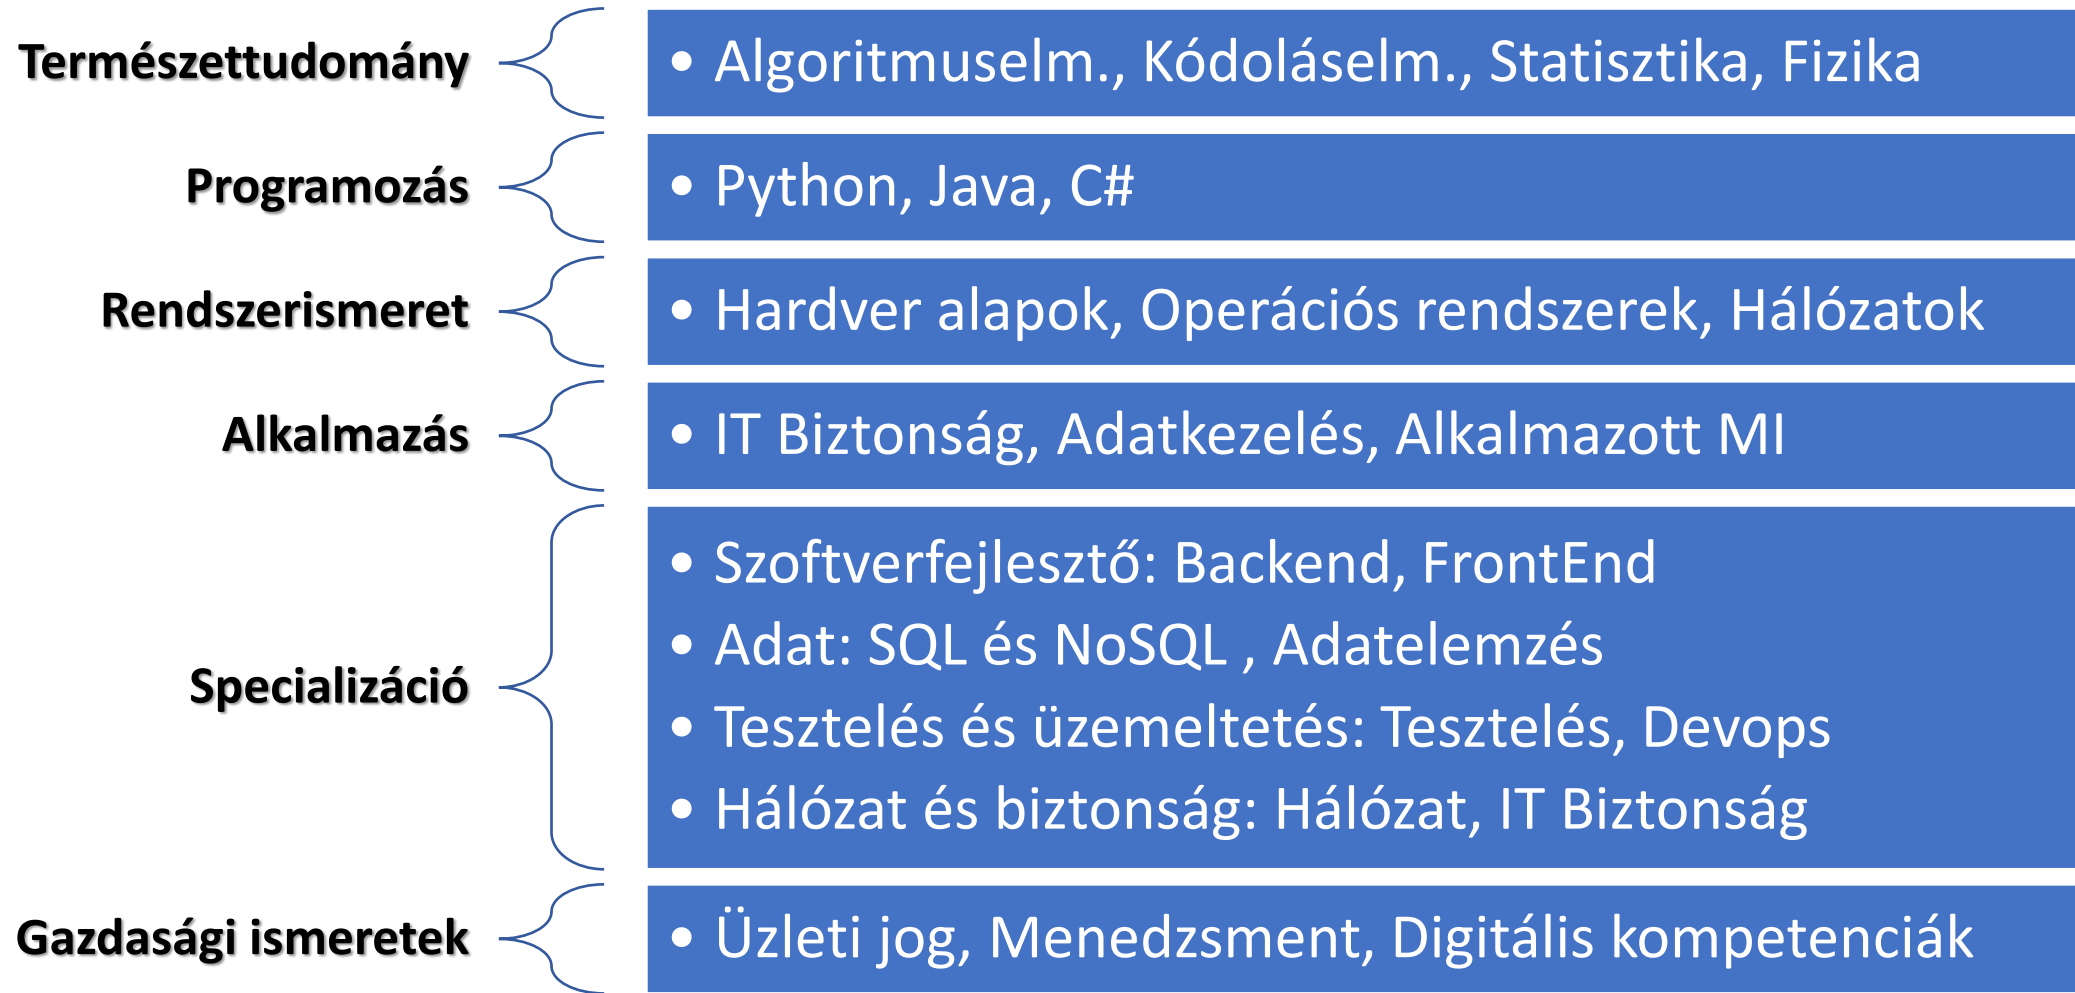 Természettudomány
• Algoritmuselm., Kódoláselm., Statisztika, Fizika
Programozás
• Python, Java, C#
Rendszerismeret
• Hardver alapok, Operációs rendszerek, Hálózatok
Alkalmazás
• IT Biztonság, Adatkezelés, Alkalmazott MI
Specializáció
• Szoftverfejlesztő: Backend, FrontEnd
• Adat: SQL és NoSQL , Adatelemzés
• Tesztelés és üzemeltetés: Tesztelés, Devops
• Hálózat és biztonság: Hálózat, IT Biztonság
Gazdasági ismeretek
• Üzleti jog, Menedzsment, Digitális kompetenciák